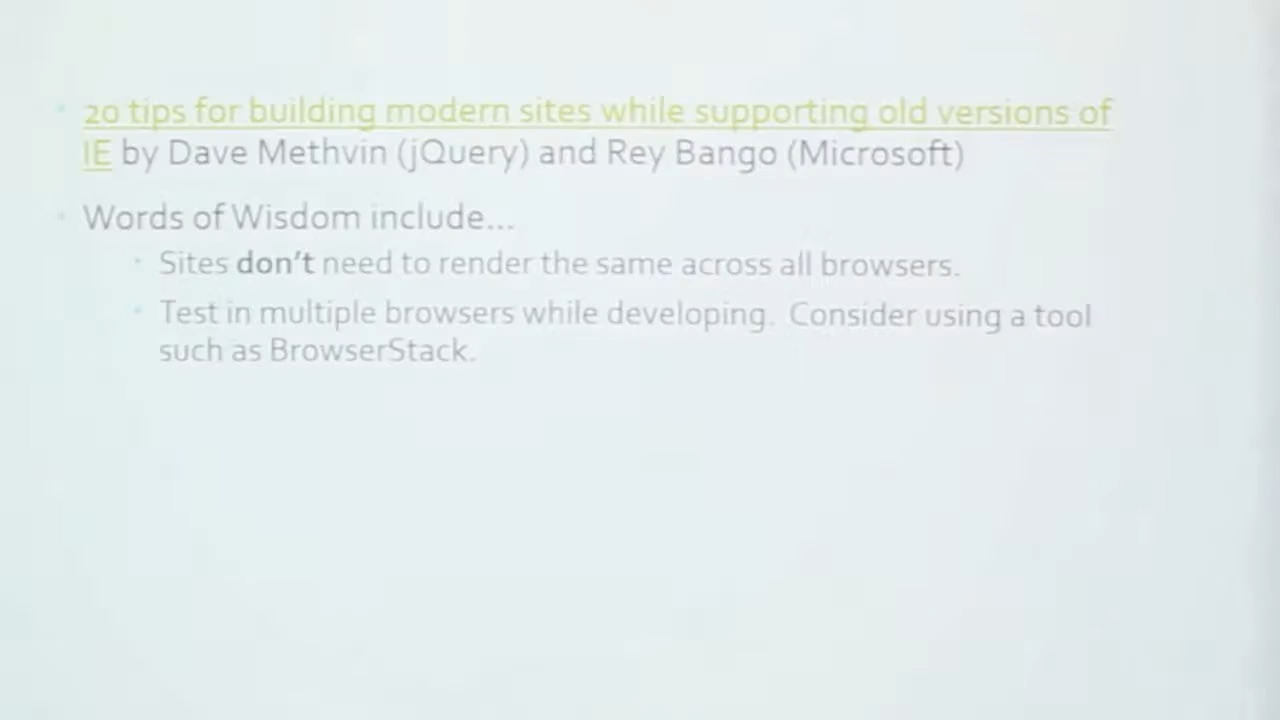 20 tips for building modern sites while supporting old versions of
IE by Dave Methvin (jQuery) and Rey Bango (Microsoft)
Words of Wisdom include...
Sites don't need to render the same across all browsers.
Test in multiple browsers while developing.  Consider using a tool
such as BrowserStack.